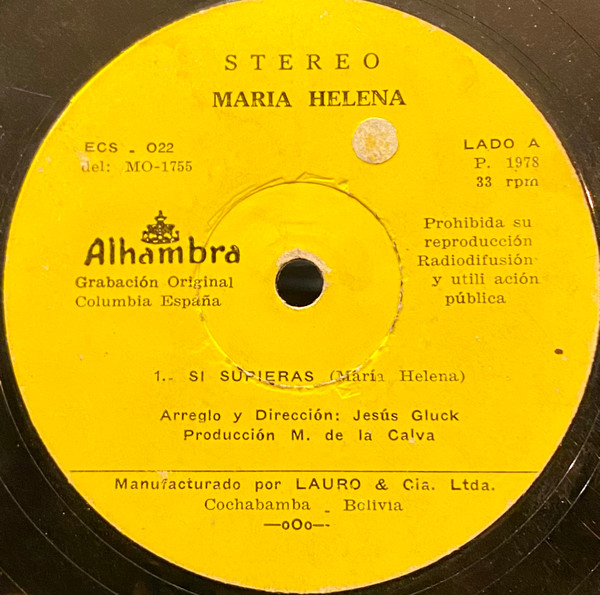 STEREO
MARIA HELENA
ECS - 022
del: MO-1755
LADO A
P. 1978
33 rpm
Alhambra
Grabación Original
Columbia España
Prohibida su
reproducción
Radiodifusión
y utili ación
pública
1.. SI SUPIERAS (María Helena)
Arreglo y Dirección: Jesús Gluck
Producción M. de la Calva
Manufacturado por LAURO & Cia. Ltda.
Cochabamba - Bolivia
—oOo—